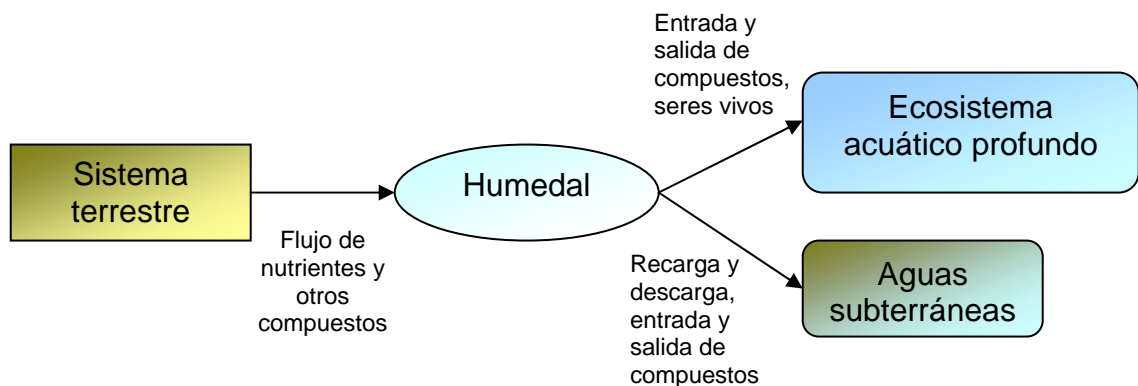 Sistema
terrestre
Flujo de
nutrientes y
otros
compuestos
Humedal
Entrada y
salida de
compuestos,
seres vivos
Ecosistema
acuático profundo
Recarga y
descarga,
entrada y
salida de
compuestos
Aguas
subterráneas